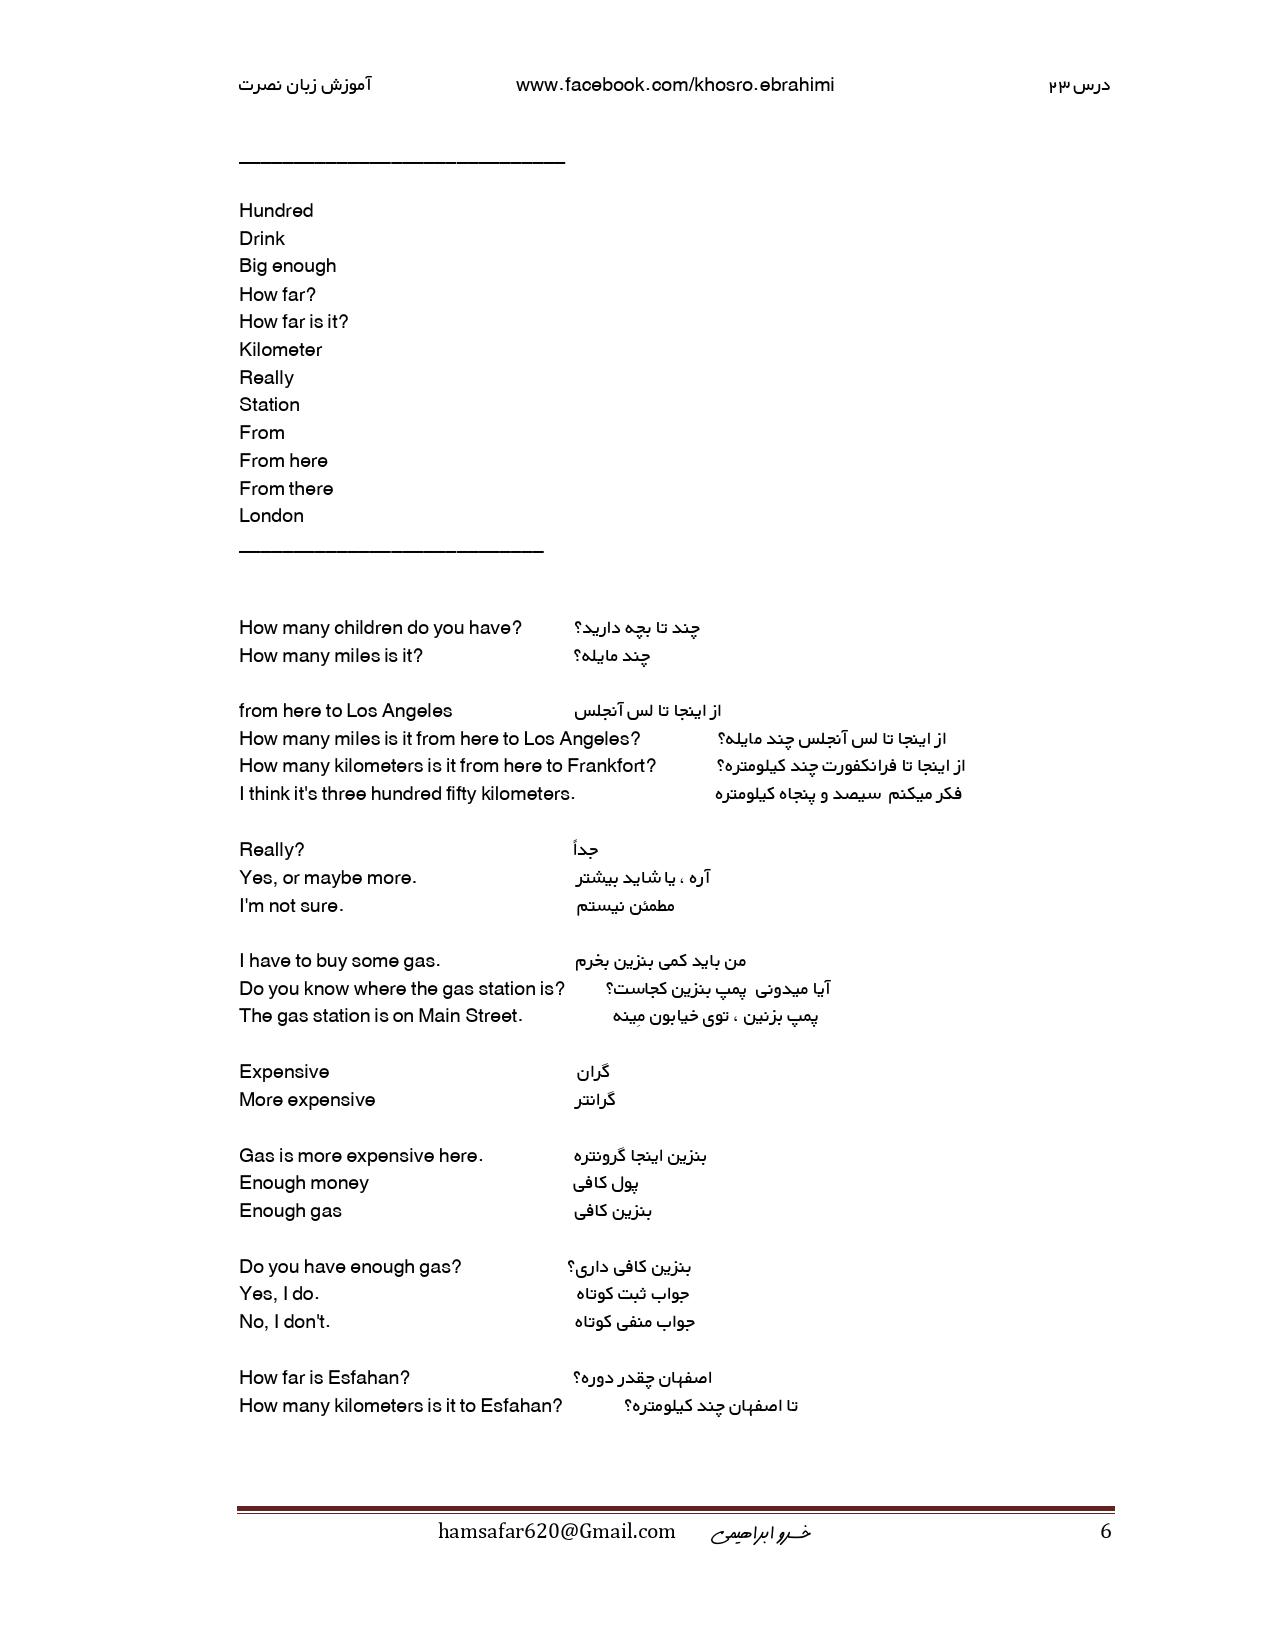 آموزش زبان نصرت www.facebook.com/khosro.ebrahimi درس ۲۳
______________________________
Hundred
Drink
Big enough
How far?
How far is it?
Kilometer
Really
Station
From
From here
From there
London
____________________________
How many children do you have? چند تا بچه دارید؟
How many miles is it? چند مایله؟
from here to Los Angeles از اینجا تا لس آنجلس
How many miles is it from here to Los Angeles? از اینجا تا لس آنجلس چند مایله؟
How many kilometers is it from here to Frankfort? از اینجا تا فرانکفورت چند کیلومتره؟
I think it's three hundred fifty kilometers. فکر میکنم سیصد و پنجاه کیلومتره
Really? جداً
Yes, or maybe more. آره ، یا شاید بیشتر
I'm not sure. مطمئن نیستم
I have to buy some gas. من باید کمی بنزین بخرم
Do you know where the gas station is? آیا میدونی پمپ بنزین کجاست؟
The gas station is on Main Street. پمپ بزنین ، توی خیابون مِینه
Expensive گران
More expensive گرانتر
Gas is more expensive here. بنزین اینجا گرونتره
Enough money پول کافی
Enough gas بنزین کافی
Do you have enough gas? بنزین کافی داری؟
Yes, I do. جواب ثبت کوتاه
No, I don't. جواب منفی کوتاه
How far is Esfahan? اصفهان چقدر دوره؟
How many kilometers is it to Esfahan? تا اصفهان چند کیلومتره؟
hamsafar620@Gmail.com خسرو ابراهیمی 6